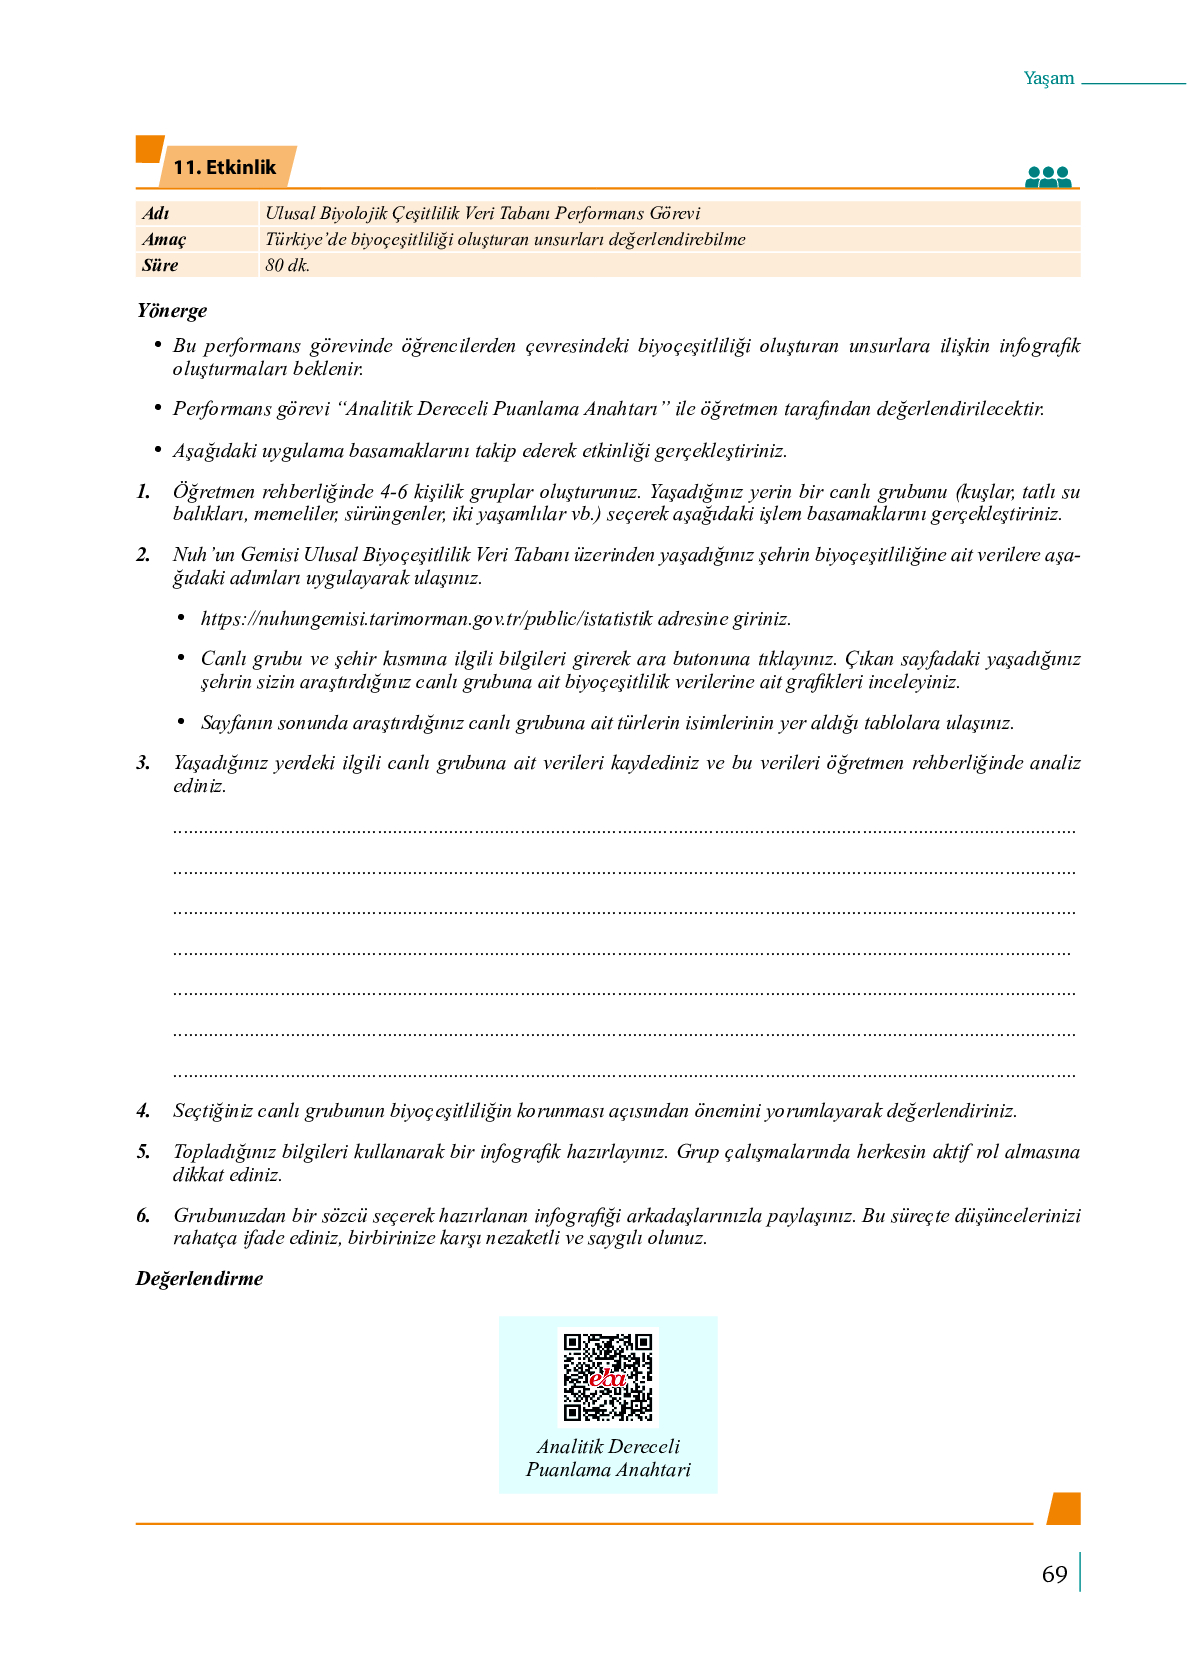 Yaşam
11. Etkinlik
Adı Ulusal Biyolojik Çeşitlilik Veri Tabanı Performans Görevi
Amaç Türkiye’de biyoçeşitliliği oluşturan unsurları değerlendirebilme
Süre 80 dk.
Yönerge
• Bu performans görevinde öğrencilerden çevresindeki biyoçeşitliliği oluşturan unsurlara ilişkin infografik
oluşturmaları beklenir.
• Performans görevi “Analitik Dereceli Puanlama Anahtarı” ile öğretmen tarafından değerlendirilecektir.
• Aşağıdaki uygulama basamaklarını takip ederek etkinliği gerçekleştiriniz.
1. Öğretmen rehberliğinde 4-6 kişilik gruplar oluşturunuz. Yaşadığınız yerin bir canlı grubunu (kuşlar, tatlı su
balıkları, memeliler, sürüngenler, iki yaşamlılar vb.) seçerek aşağıdaki işlem basamaklarını gerçekleştiriniz.
2. Nuh’un Gemisi Ulusal Biyoçeşitlilik Veri Tabanı üzerinden yaşadığınız şehrin biyoçeşitliliğine ait verilere aşa-
ğıdaki adımları uygulayarak ulaşınız.
• https://nuhungemisi.tarimorman.gov.tr/public/istatistik adresine giriniz.
• Canlı grubu ve şehir kısmına ilgili bilgileri girerek ara butonuna tıklayınız. Çıkan sayfadaki yaşadığınız
şehrin sizin araştırdığınız canlı grubuna ait biyoçeşitlilik verilerine ait grafikleri inceleyiniz.
• Sayfanın sonunda araştırdığınız canlı grubuna ait türlerin isimlerinin yer aldığı tablolara ulaşınız.
3. Yaşadığınız yerdeki ilgili canlı grubuna ait verileri kaydediniz ve bu verileri öğretmen rehberliğinde analiz
ediniz.
4. Seçtiğiniz canlı grubunun biyoçeşitliliğin korunması açısından önemini yorumlayarak değerlendiriniz.
5. Topladığınız bilgileri kullanarak bir infografik hazırlayınız. Grup çalışmalarında herkesin aktif rol almasına
dikkat ediniz.
6. Grubunuzdan bir sözcü seçerek hazırlanan infografiği arkadaşlarınızla paylaşınız. Bu süreçte düşüncelerinizi
rahatça ifade ediniz, birbirinize karşı nezaketli ve saygılı olunuz.
Değerlendirme
eba
Analitik Dereceli
Puanlama Anahtari
69